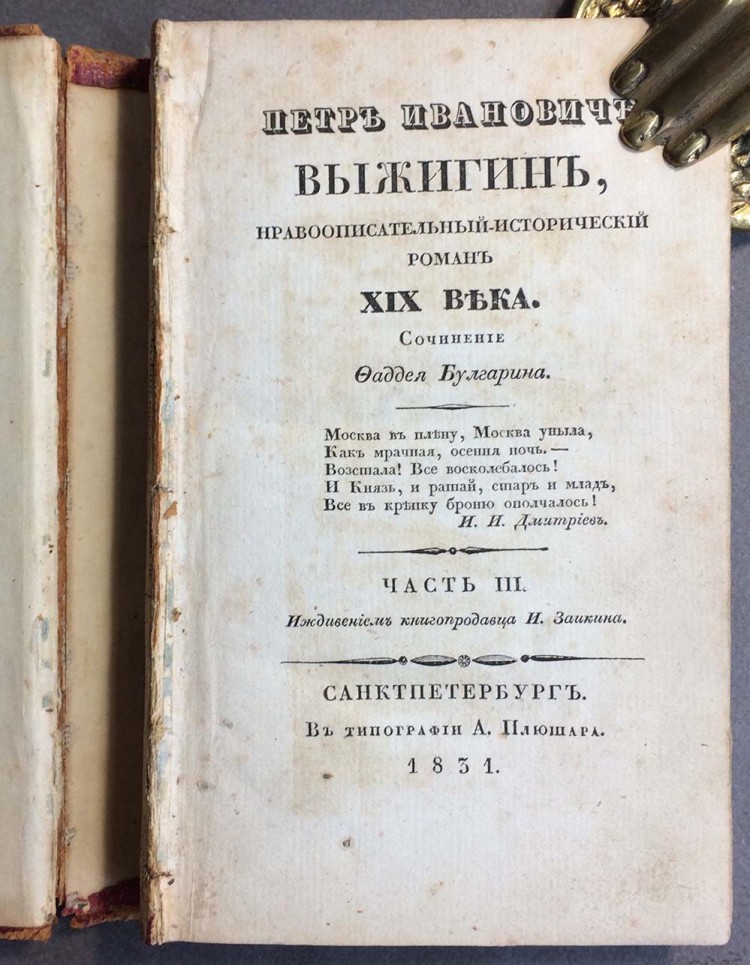 ПЕТРЪ ИВАНОВИЧЪ
ВЫЖИГИНЪ,
НРАВООПИСАТЕЛЬНЫЙ-ИСТОРИЧЕСКІЙ
РОМАНЪ
XIX ВѢКА.
Сочиненіе
Ѳаддея Булгарина.
Москва въ плѣну, Москва уныла,
Какъ мрачная, осення ночь. —
Возстала! Все восколебалось!
И Князь, и ратай, старъ и младъ,
Все въ крѣпку броню ополчалось!
И. И. Дмитріевъ.
ЧАСТЬ III.
Иждивеніемъ книгопродавца И. Заикина.
САНКТПЕТЕРБУРГЪ.
Въ типографіи А. Плюшара.
1831.